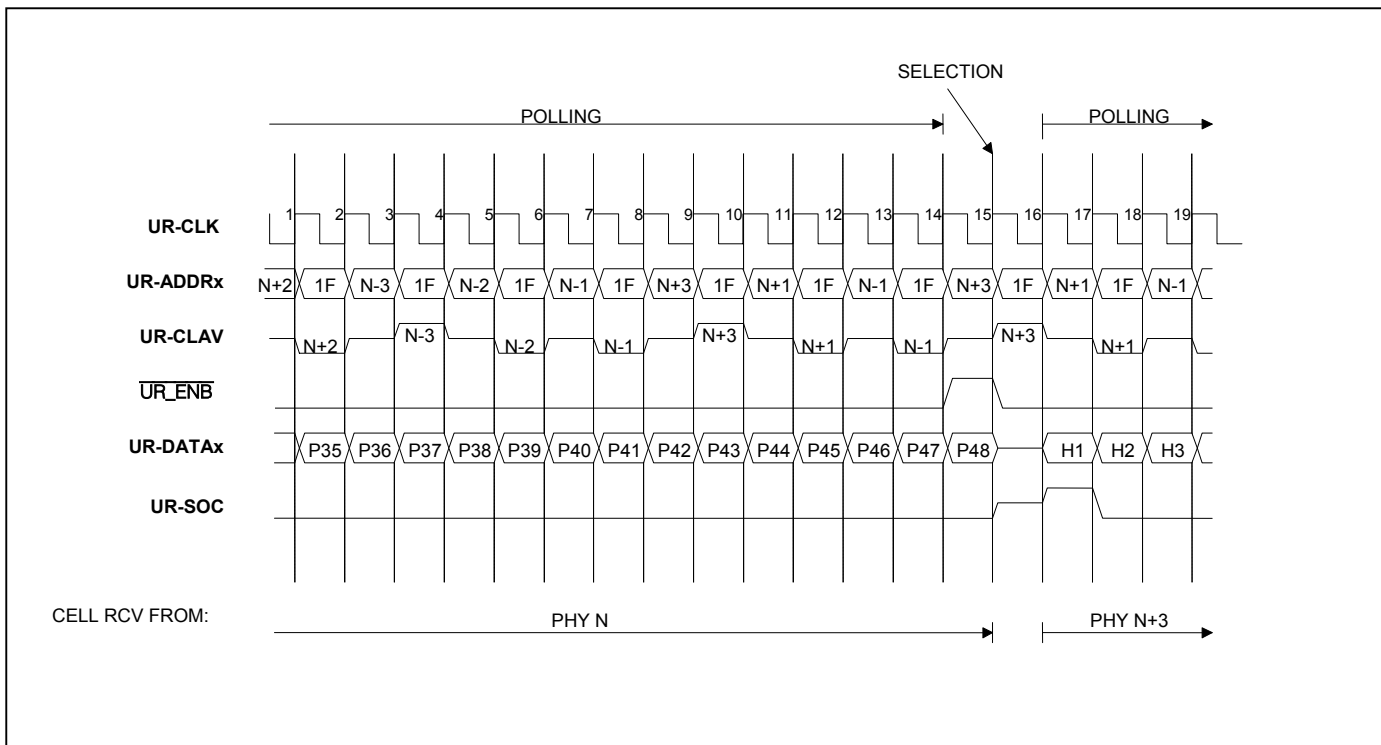 SELECTION
POLLING POLLING
UR-CLK 1 2 3 4 5 6 7 8 9 10 11 12 13 14 15 16 17 18 19
UR-ADDRx N+2 1F N-3 1F N-2 1F N-1 1F N+3 1F N+1 1F N-1 1F N+3 1F N+1 1F N-1
UR-CLAV N+2 N-3 N-2 N-1 N+3 N+1 N-1 N+3 N+1
UR_ENB
UR-DATAx P35 P36 P37 P38 P39 P40 P41 P42 P43 P44 P45 P46 P47 P48 H1 H2 H3
UR-SOC
CELL RCV FROM: PHY N PHY N+3